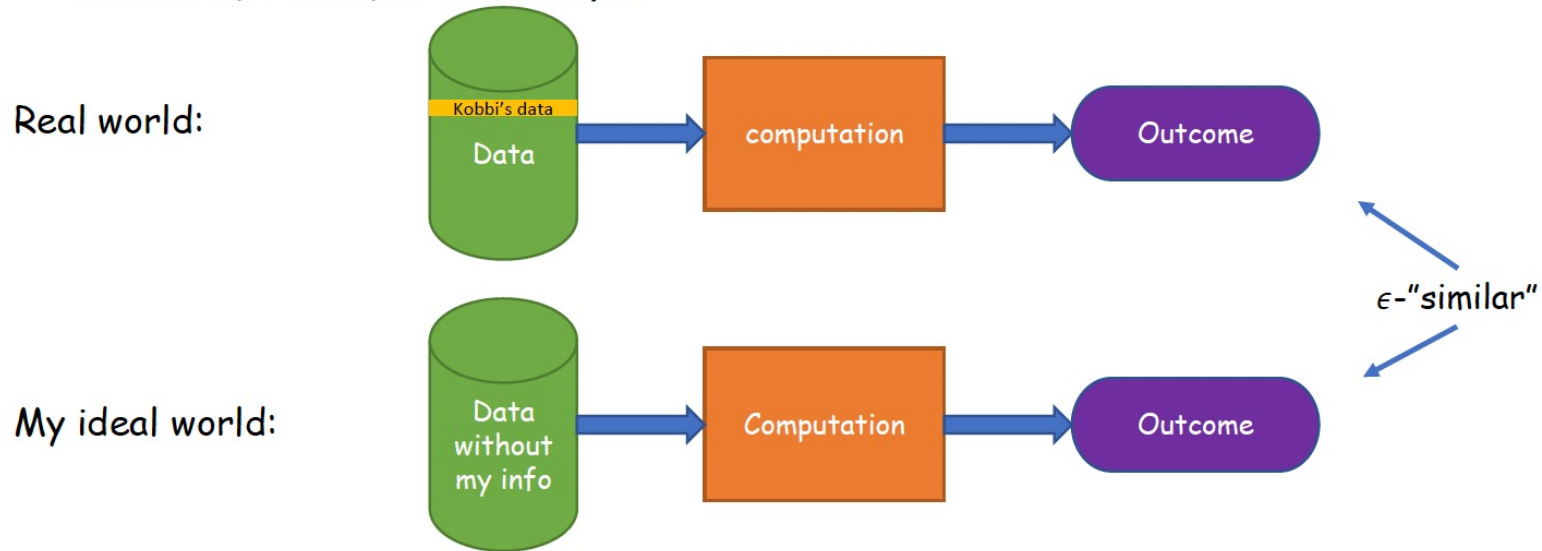 Real world:
Kobbi's data
Data
computation
Outcome
ϵ-"similar"
My ideal world:
Data
without
my info
Computation
Outcome